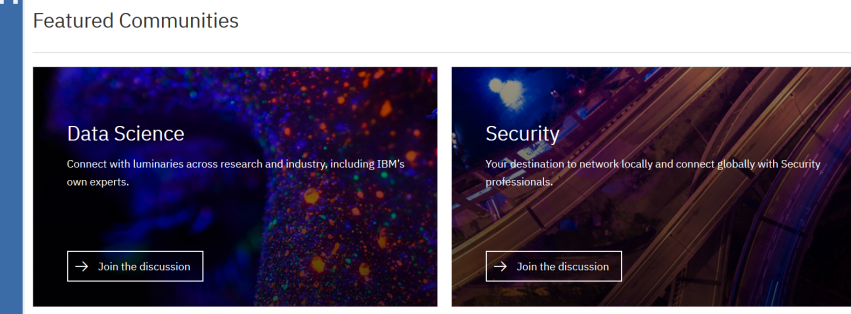 Featured Communities
Data Science
Connect with luminaries across research and industry, including IBM's
own experts.
Join the discussion
Security
Your destination to network locally and connect globally with Security
professionals.
Join the discussion